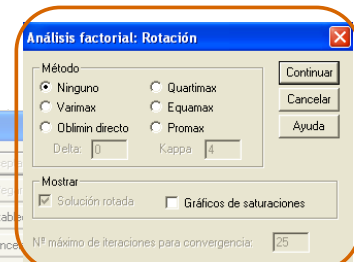 Análisis factorial: Rotación
Método
Ninguno Quartimax
Varimax Equamax
Oblimin directo Promax
Delta: 0 Kappa 4
Continuar
Cancelar
Ayuda
Mostrar
Solución rotada Gráficos de saturaciones
Nº máximo de iteraciones para convergencia: 25